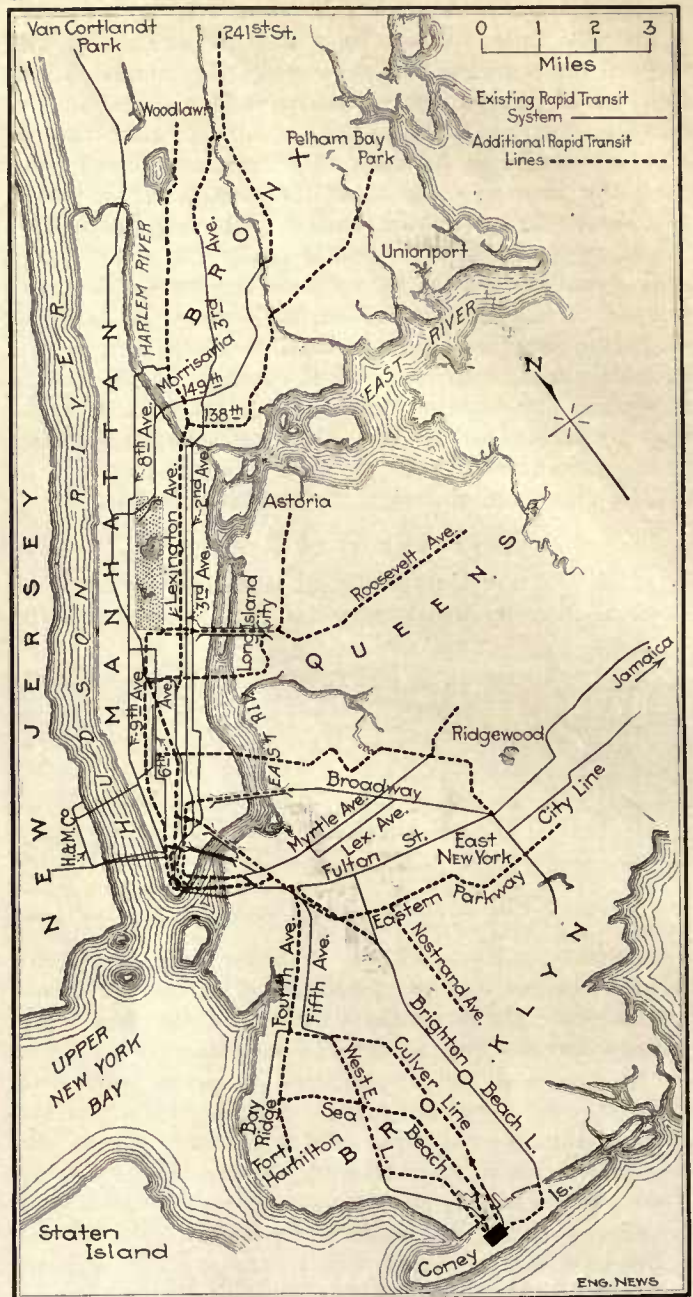 Van Cortlandt
Park
241st St.
0 1 2 3
Miles
Existing Rapid Transit
System
Additional Rapid Transit
Lines
Woodlawn
Pelham Bay
Park
Unionport
HARLEM RIVER
BRONX
3rd Ave.
Morrisania
149th
138th
EAST RIVER
N
NEW JERSEY
HUDSON RIVER
MANHATTAN
8th Ave.
Lexington Ave.
2nd Ave.
3rd Ave.
Astoria
Roosevelt Ave.
QUEENS
Long Island
City
9th Ave.
6th Ave.
EAST RIV.
Jamaica
Ridgewood
Broadway
Myrtle Ave.
Lex. Ave.
Fulton St.
East
New York
City Line
H.&M.Co
Eastern Parkway
Nostrand Ave.
Fourth Ave.
Fifth Ave.
BROOKLYN
UPPER
NEW YORK
BAY
West E. L.
Culver Line
Brighton Beach L.
Bay
Ridge
Sea Beach
Fort
Hamilton
Staten
Island
Coney Is.
ENG. NEWS